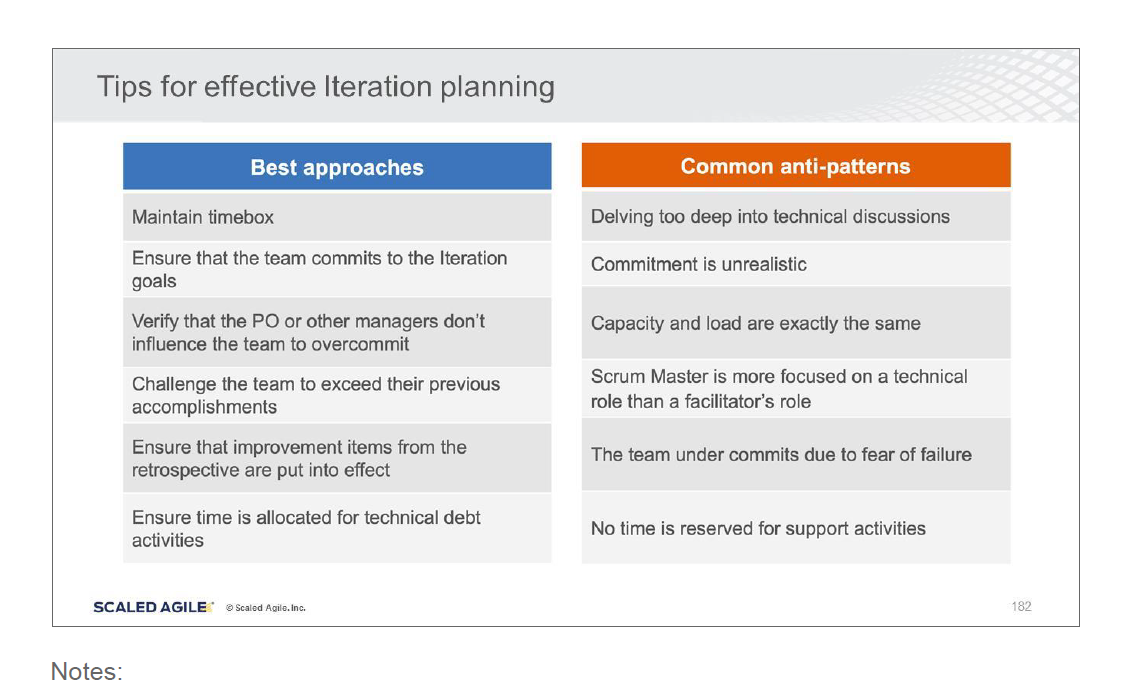 Tips for effective Iteration planning
Best approaches
Maintain timebox
Ensure that the team commits to the Iteration
goals
Verify that the PO or other managers don't
influence the team to overcommit
Challenge the team to exceed their previous
accomplishments
Ensure that improvement items from the
retrospective are put into effect
Ensure time is allocated for technical debt
activities
Common anti-patterns
Delving too deep into technical discussions
Commitment is unrealistic
Capacity and load are exactly the same
Scrum Master is more focused on a technical
role than a facilitator's role
The team under commits due to fear of failure
No time is reserved for support activities
SCALED AGILE © Scaled Agile. Inc.
182
Notes: